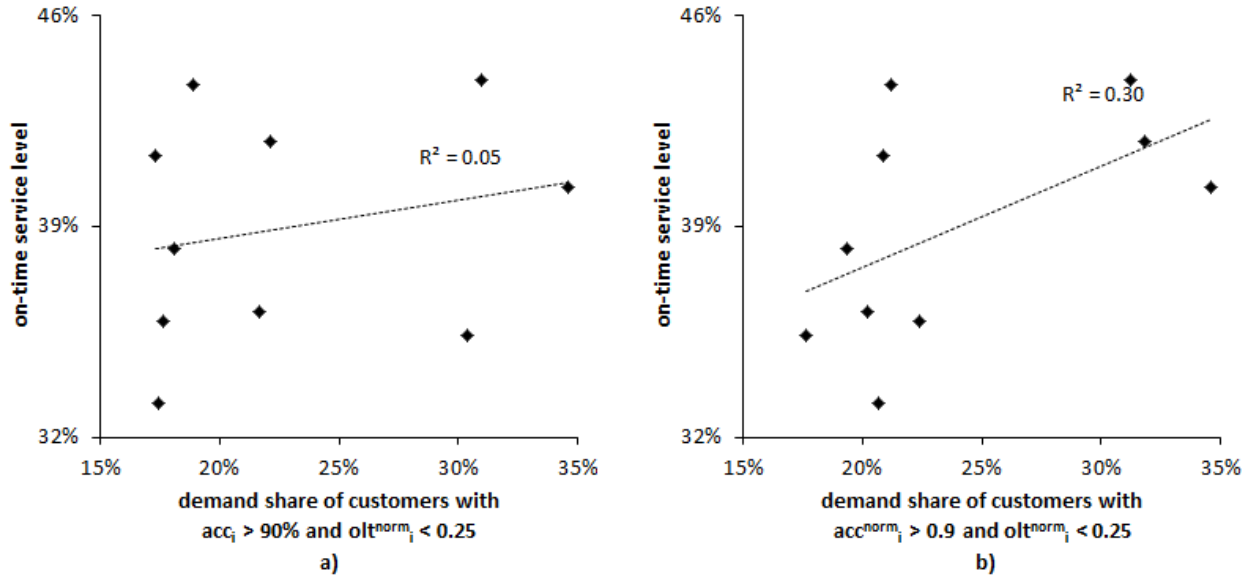 46%
39%
32%
on-time service level
R² = 0.05
15% 20% 25% 30% 35%
demand share of customers with
accᵢ > 90% and oltⁿᵒʳᵐᵢ < 0.25
a)
46%
39%
32%
on-time service level
R² = 0.30
15% 20% 25% 30% 35%
demand share of customers with
accⁿᵒʳᵐᵢ > 0.9 and oltⁿᵒʳᵐᵢ < 0.25
b)